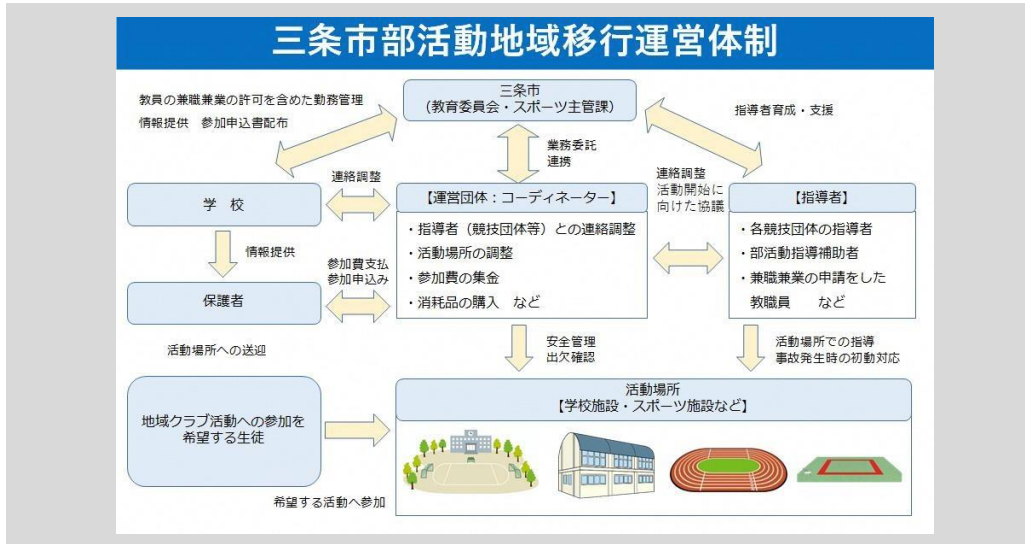 三条市部活動地域移行運営体制
教員の兼職兼業の許可を含めた勤務管理
情報提供　参加申込書配布
三条市
(教育委員会・スポーツ主管課)
指導者育成・支援
業務委託
連携
連絡調整
連絡調整
活動開始に
向けた協議
学　校
【運営団体：コーディネーター】
・指導者（競技団体等）との連絡調整
・活動場所の調整
・参加費の集金
・消耗品の購入　など
【指導者】
・各競技団体の指導者
・部活動指導補助者
・兼職兼業の申請をした
教職員　　など
情報提供
参加費支払
参加申込み
保護者
活動場所への送迎
安全管理
出欠確認
活動場所での指導
事故発生時の初動対応
地域クラブ活動への参加を
希望する生徒
希望する活動へ参加
活動場所
【学校施設・スポーツ施設など】